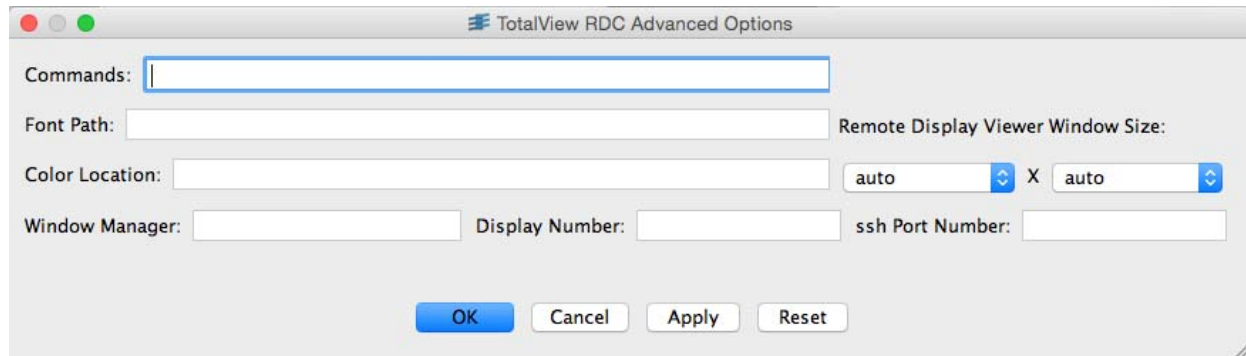 TotalView RDC Advanced Options
Commands:
Font Path:
Remote Display Viewer Window Size:
Color Location:
auto X auto
Window Manager: Display Number: ssh Port Number:
OK Cancel Apply Reset